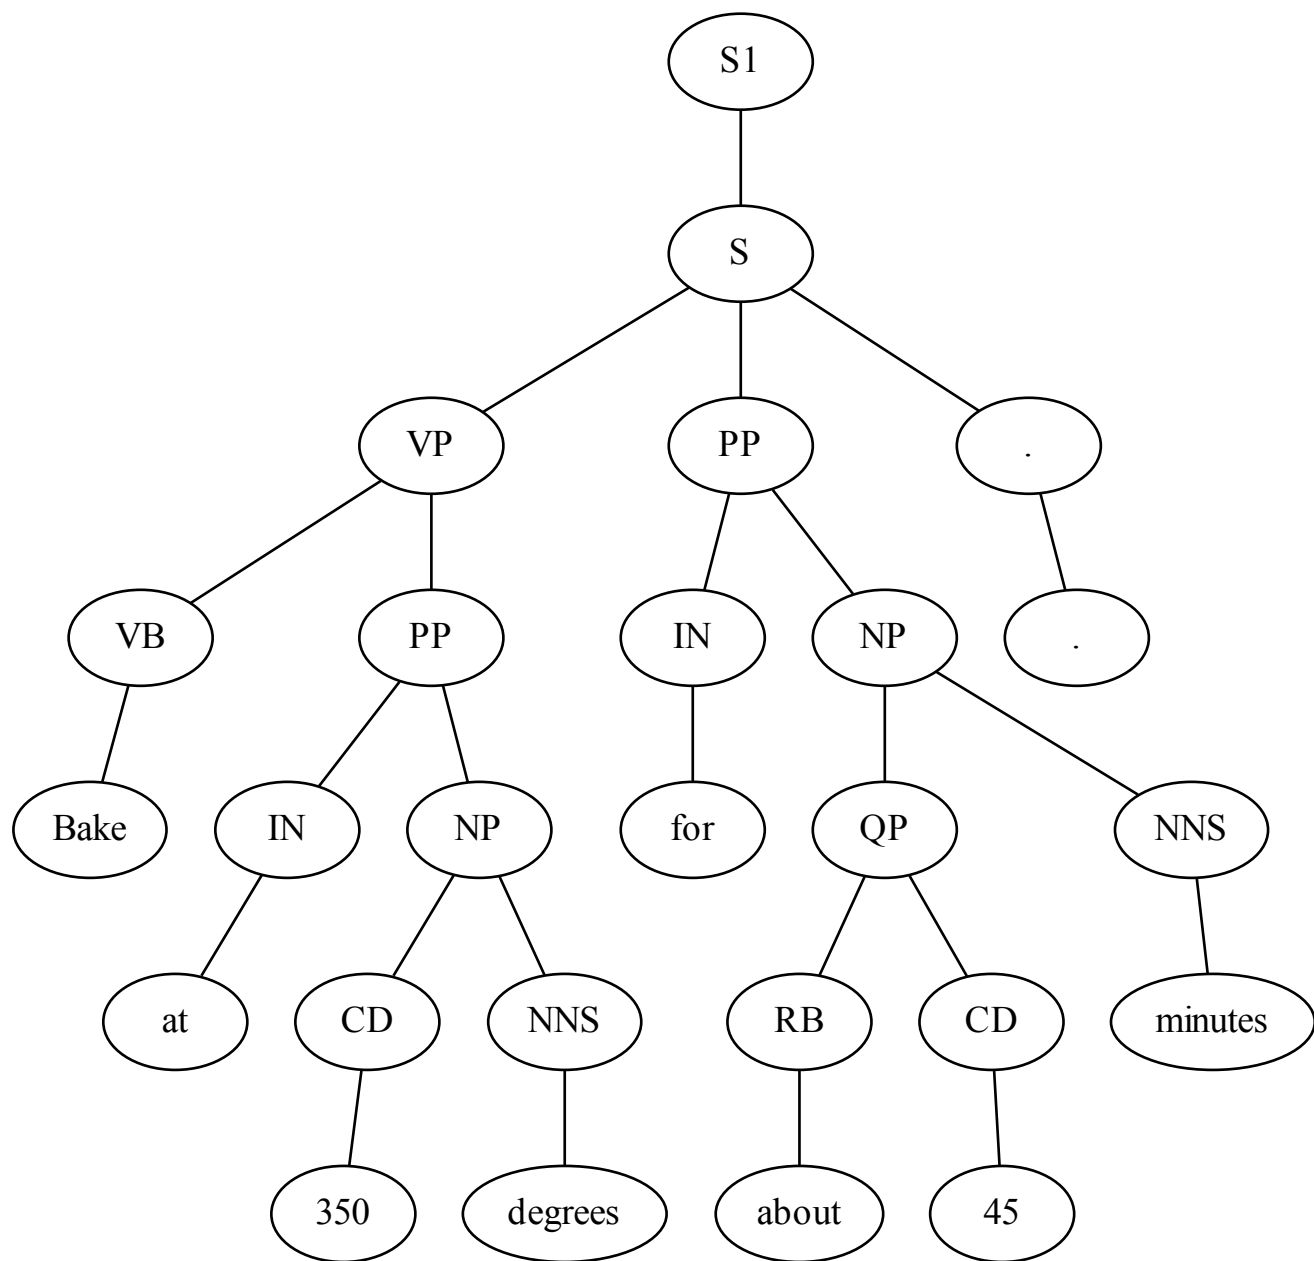 S1
S
VP PP .
VB PP IN NP .
Bake IN NP for QP NNS
at CD NNS RB CD minutes
350 degrees about 45